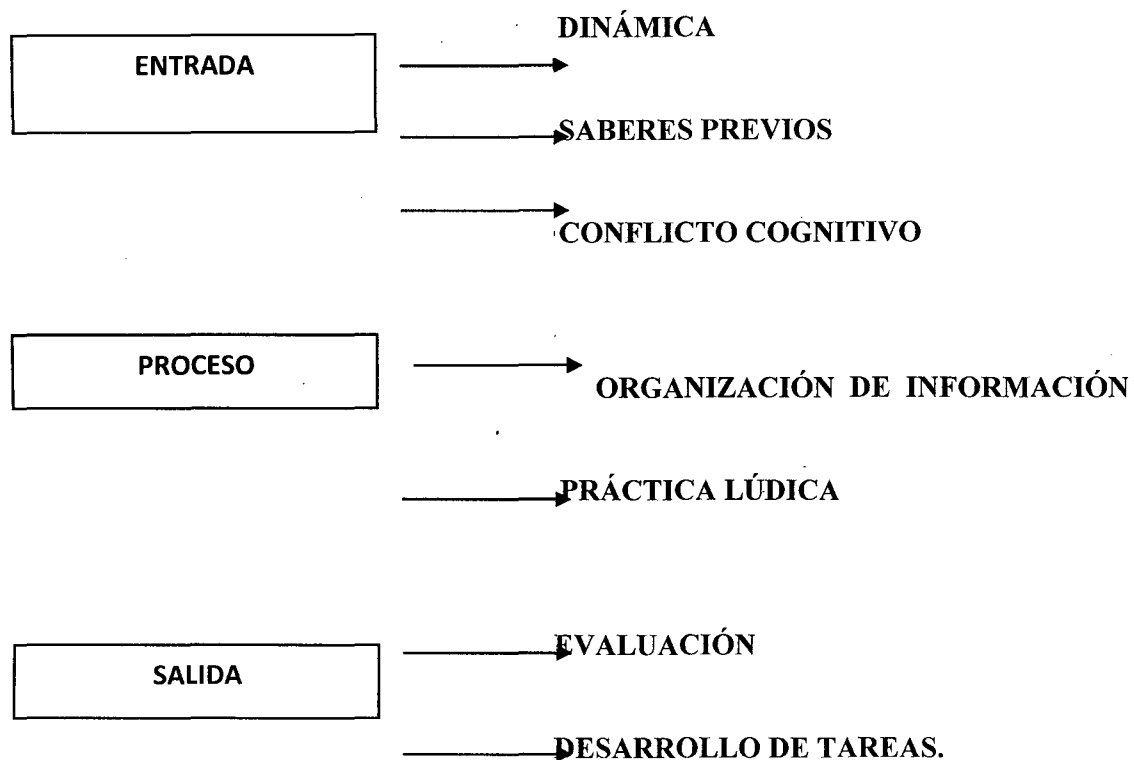 DINÁMICA
ENTRADA
SABERES PREVIOS
CONFLICTO COGNITIVO
PROCESO
ORGANIZACIÓN DE INFORMACIÓN
PRÁCTICA LÚDICA
EVALUACIÓN
SALIDA
DESARROLLO DE TAREAS.